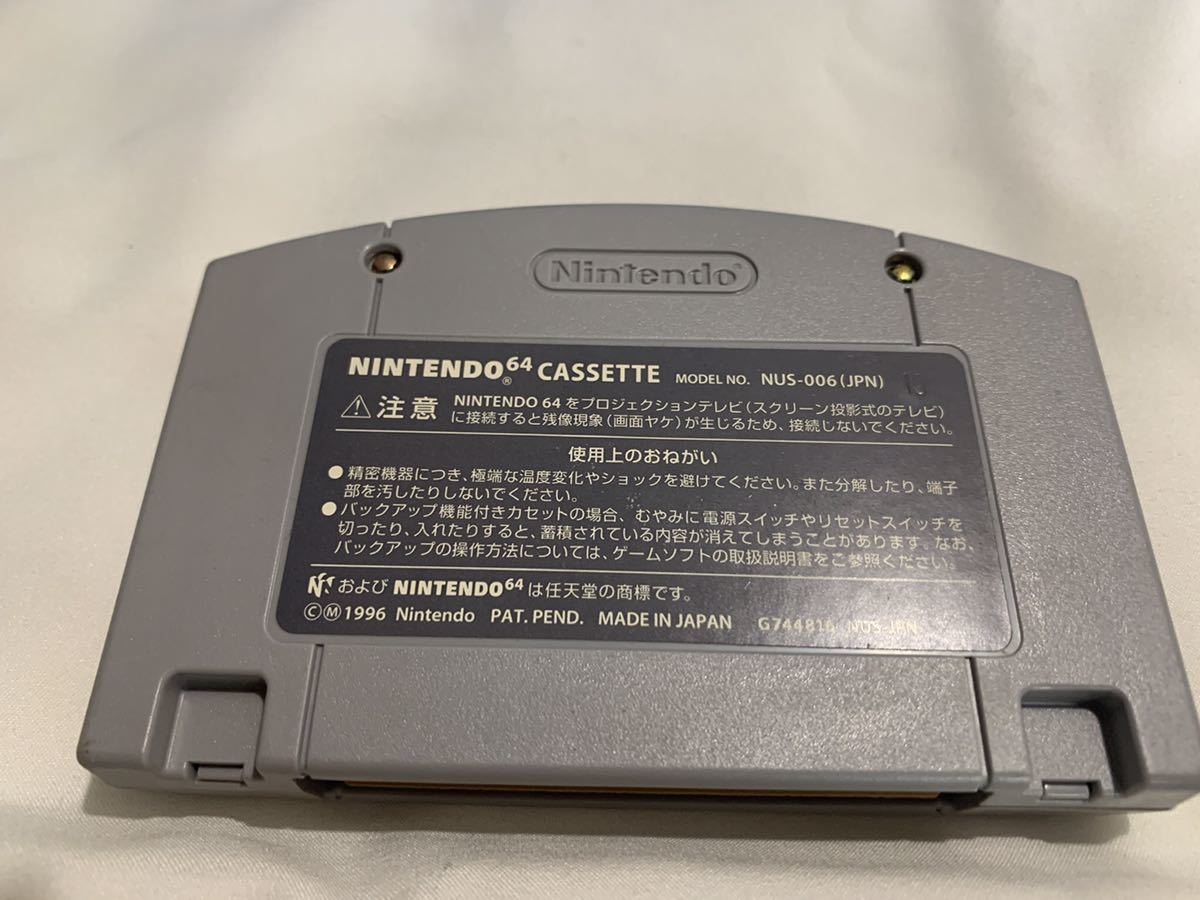 Nintendo
NINTENDO64® CASSETTE MODEL NO. NUS-006(JPN)
⚠ 注意 NINTENDO 64 をプロジェクションテレビ(スクリーン投影式のテレビ)
に接続すると残像現象(画面ヤケ)が生じるため、接続しないでください。
使用上のおねがい
●精密機器につき、極端な温度変化やショックを避けてください。また分解したり、端子
部を汚したりしないでください。
●バックアップ機能付きカセットの場合、むやみに電源スイッチやリセットスイッチを
切ったり、入れたりすると、蓄積されている内容が消えてしまうことがあります。なお、
バックアップの操作方法については、ゲームソフトの取扱説明書をご参照ください。
および NINTENDO64 は任天堂の商標です。
ⒸⓂ1996 Nintendo PAT. PEND. MADE IN JAPAN G744816 NUS-JPN